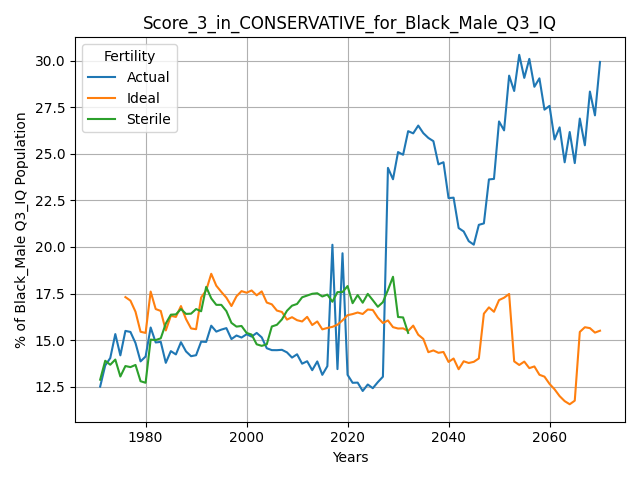 Score_3_in_CONSERVATIVE_for_Black_Male_Q3_IQ
Fertility
Actual
Ideal
Sterile
% of Black_Male Q3_IQ Population
30.0
27.5
25.0
22.5
20.0
17.5
15.0
12.5
1980
2000
2020
2040
2060
Years